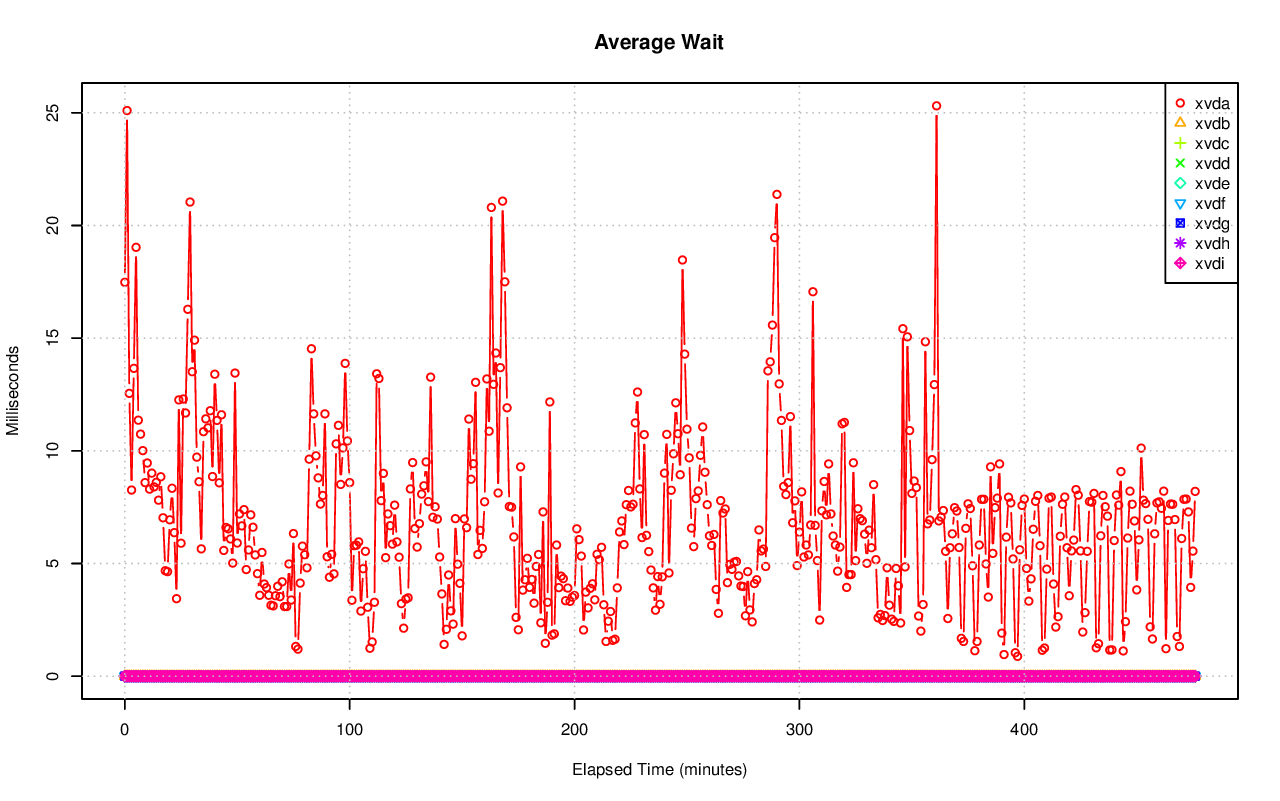 Average Wait
Milliseconds
25
20
15
10
5
0
0 100 200 300 400
Elapsed Time (minutes)
xvda
xvdb
xvdc
xvdd
xvde
xvdf
xvdg
xvdh
xvdi